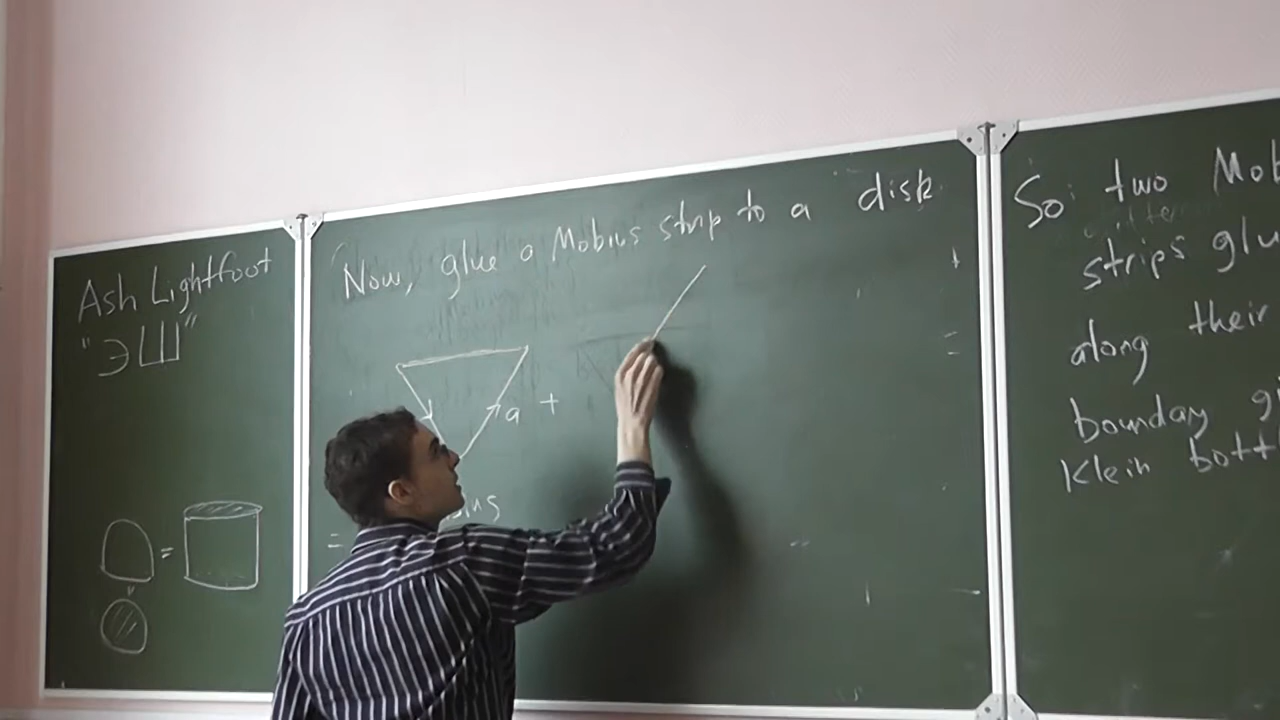 Ash Lightfoot
"ЭШ"
=
=
Now, glue a Mobius strip to a disk
a +
=
So two Mob
strips glu
along their
bounday gi
Klein bott